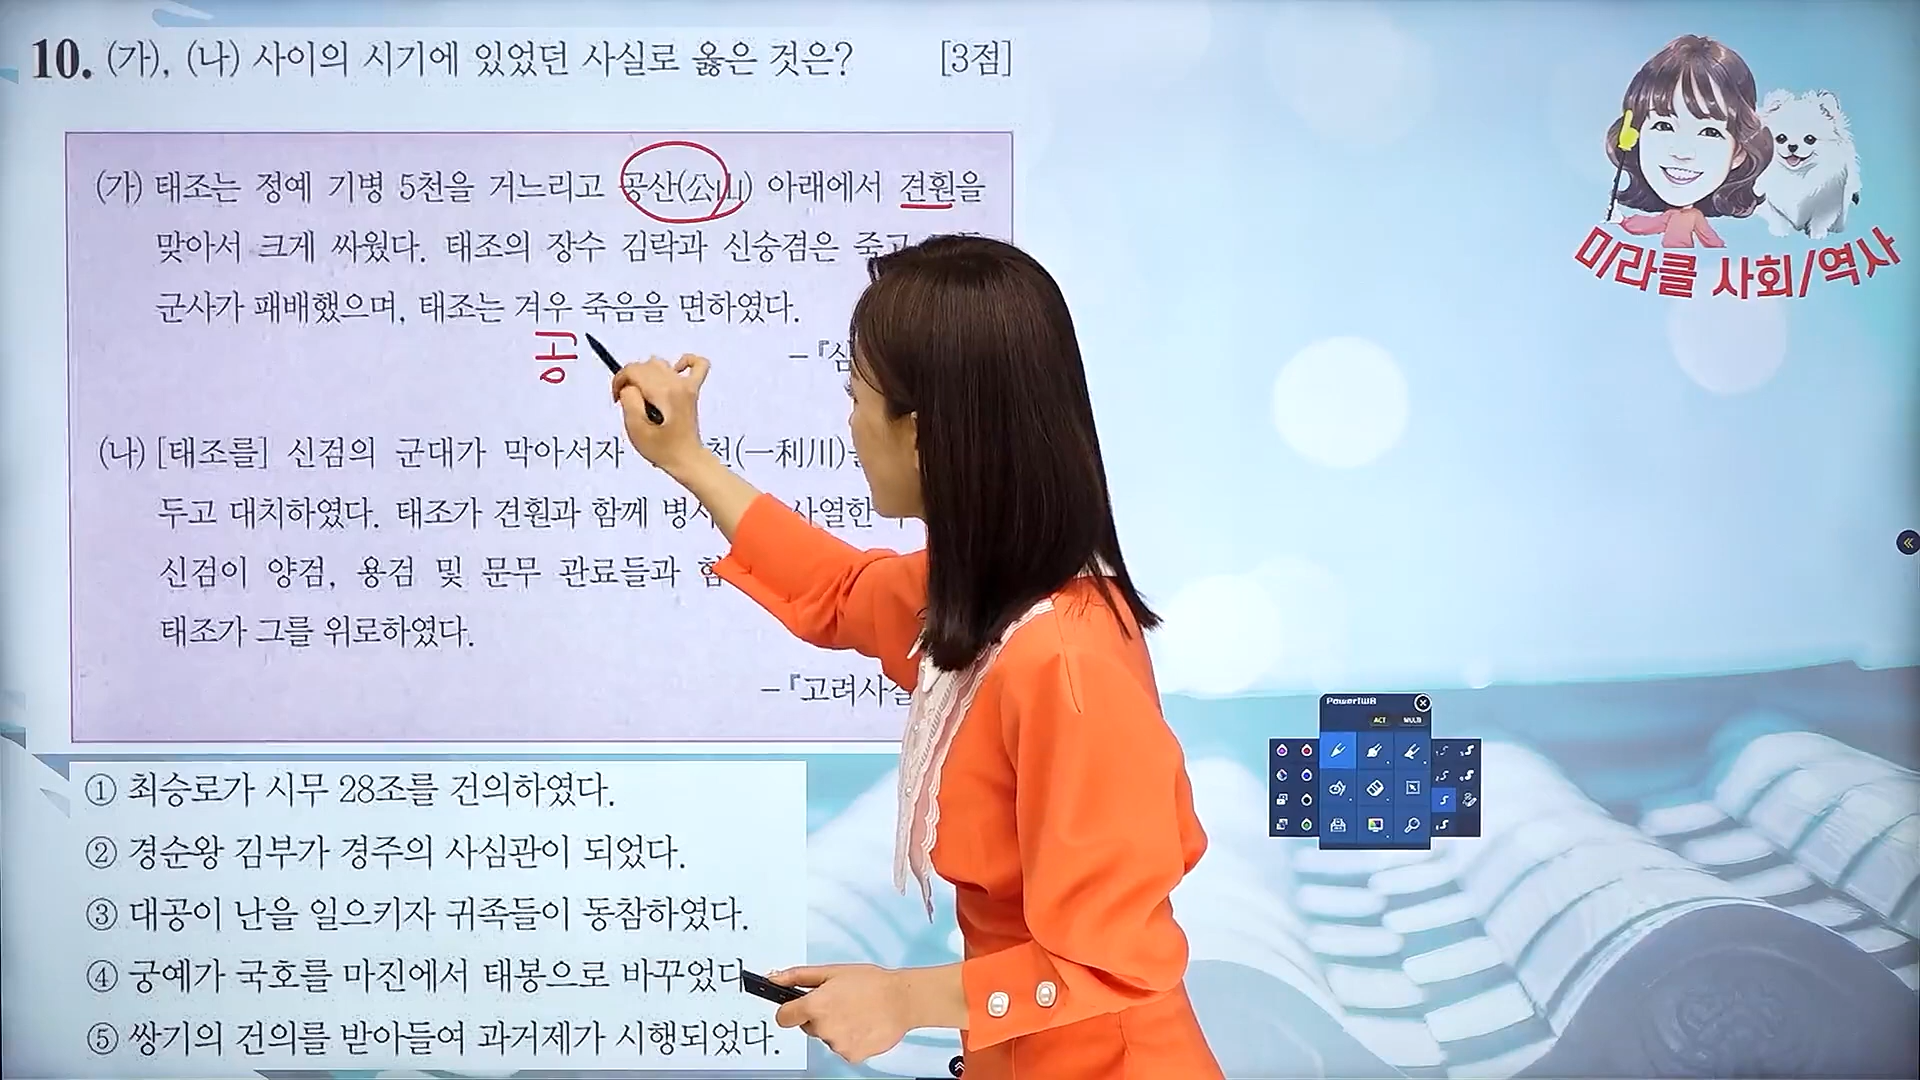 10. (가), (나) 사이의 시기에 있었던 사실로 옳은 것은? [3점]
(가) 태조는 정예 기병 5천을 거느리고 공산(公山) 아래에서 견훤을
맞아서 크게 싸웠다. 태조의 장수 김락과 신숭겸은 죽고
군사가 패배했으며, 태조는 겨우 죽음을 면하였다.
공
-『삼
(나) [태조를] 신검의 군대가 막아서자 천(一利川)
두고 대치하였다. 태조가 견훤과 함께 사열한
신검이 양검, 용검 및 문무 관료들과
태조가 그를 위로하였다.
-『고려사절
① 최승로가 시무 28조를 건의하였다.
② 경순왕 김부가 경주의 사심관이 되었다.
③ 대공이 난을 일으키자 귀족들이 동참하였다.
④ 궁예가 국호를 마진에서 태봉으로 바꾸었다
⑤ 쌍기의 건의를 받아들여 과거제가 시행되었다.
미라클 사회/역사
PowerIWB
ACT MULTI